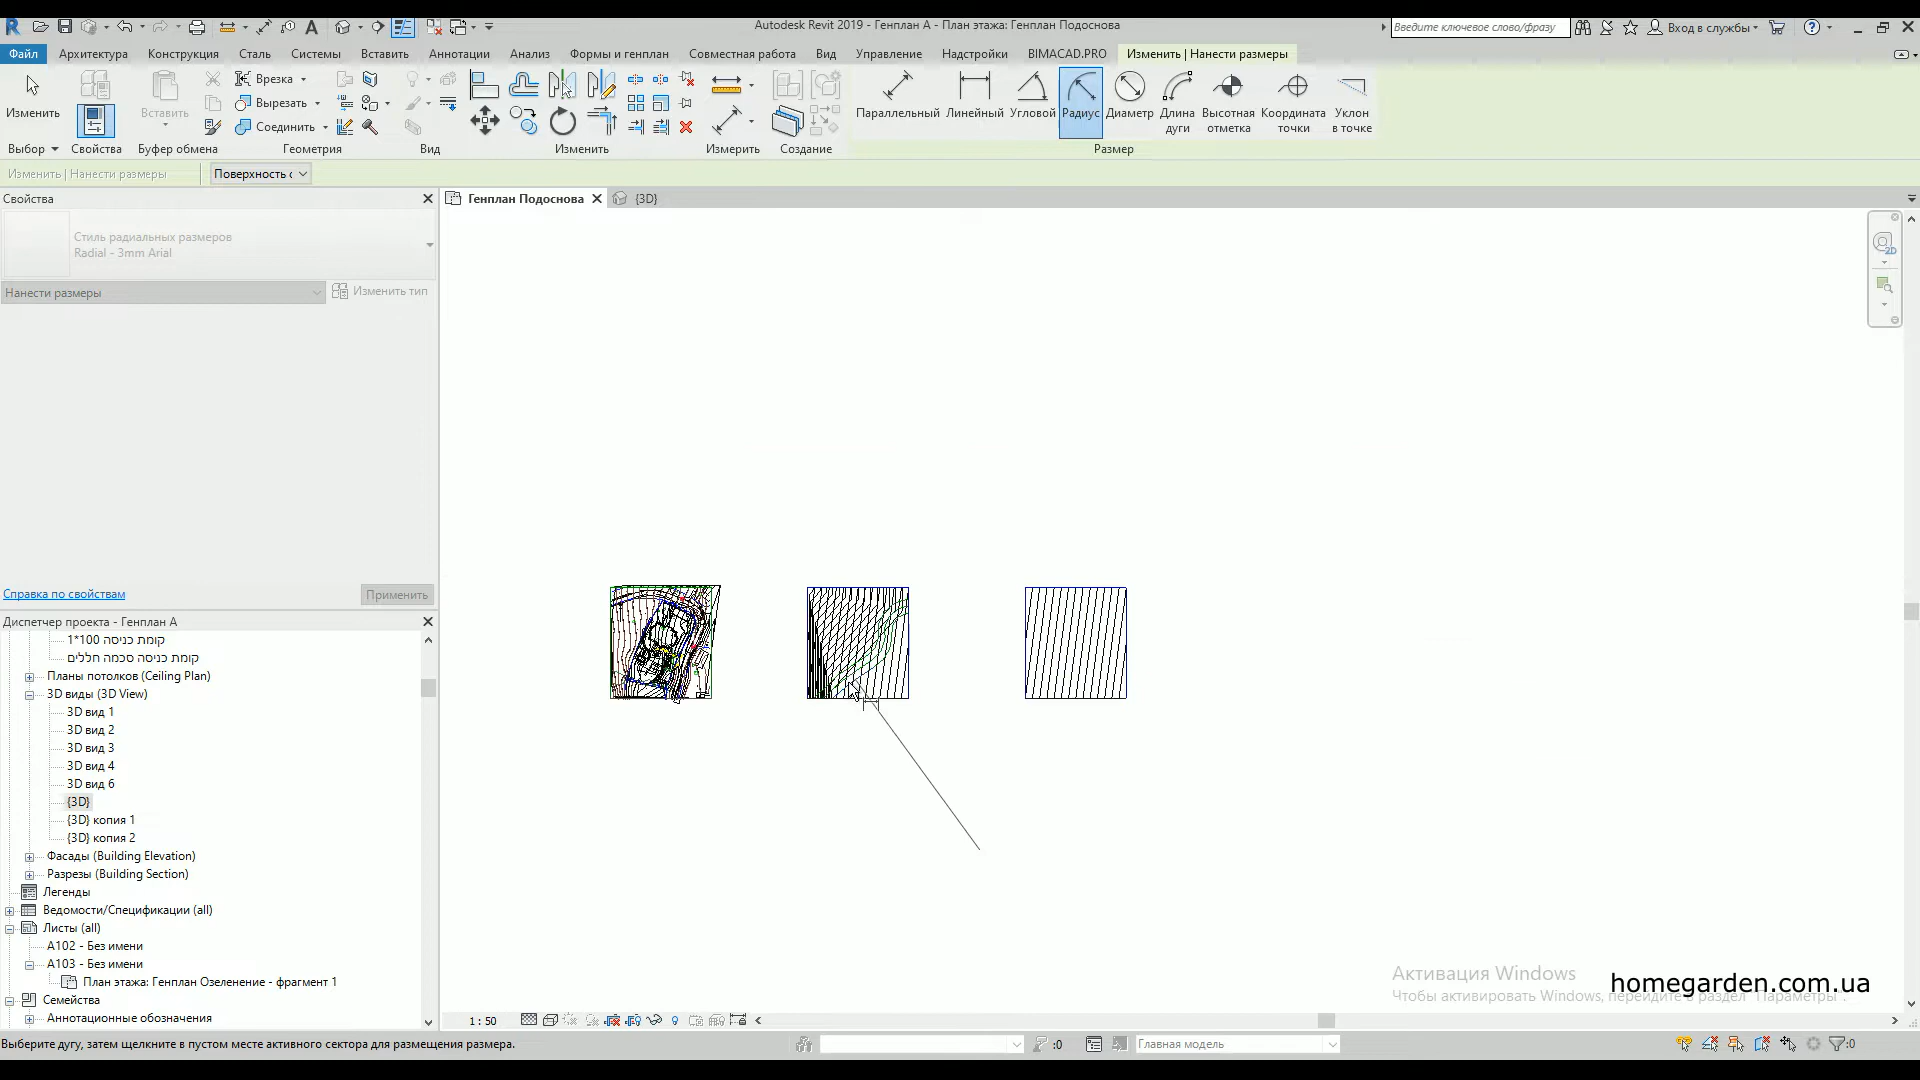 Autodesk Revit 2019 - Генплан А - План этажа: Генплан Подоснова
Введите ключевое слово/фразу
Вход в службы
Файл
Архитектура
Конструкция
Сталь
Системы
Вставить
Аннотации
Анализ
Формы и генплан
Совместная работа
Вид
Управление
Надстройки
BIMACAD.PRO
Изменить | Нанести размеры
Изменить
Вставить
Врезка
Вырезать
Соединить
Параллельный
Линейный
Угловой
Радиус
Диаметр
Длина дуги
Высотная отметка
Координата точки
Уклон в точке
Выбор
Свойства
Буфер обмена
Геометрия
Вид
Изменить
Измерить
Создание
Размер
Изменить | Нанести размеры
Поверхность с
Свойства
Генплан Подоснова
{3D}
Стиль радиальных размеров
Radial - 3mm Arial
Нанести размеры
Изменить тип
2D
Справка по свойствам
Применить
Диспетчер проекта - Генплан А
קומת כניסה 100*1
קומת כניסה סכמה חללים
Планы потолков (Ceiling Plan)
3D виды (3D View)
3D вид 1
3D вид 2
3D вид 3
3D вид 4
3D вид 6
{3D}
{3D} копия 1
{3D} копия 2
Фасады (Building Elevation)
Разрезы (Building Section)
Легенды
Ведомости/Спецификации (all)
Листы (all)
A102 - Без имени
A103 - Без имени
План этажа: Генплан Озеленение - фрагмент 1
Семейства
Аннотационные обозначения
Активация Windows
Чтобы активировать Windows, перейдите в раздел "Параметры".
homegarden.com.ua
1 : 50
Выберите дугу, затем щелкните в пустом месте активного сектора для размещения размера.
:0
Главная модель
:0